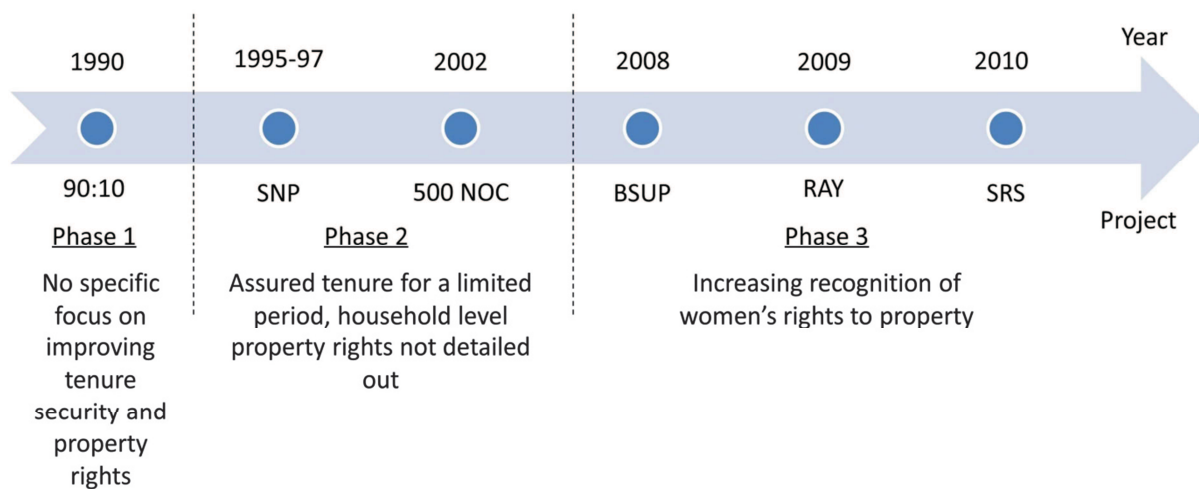 Year
1990
1995-97
2002
2008
2009
2010
90:10
SNP
500 NOC
BSUP
RAY
SRS
Project
Phase 1
No specific
focus on
improving
tenure
security and
property
rights
Phase 2
Assured tenure for a limited
period, household level
property rights not detailed
out
Phase 3
Increasing recognition of
women's rights to property